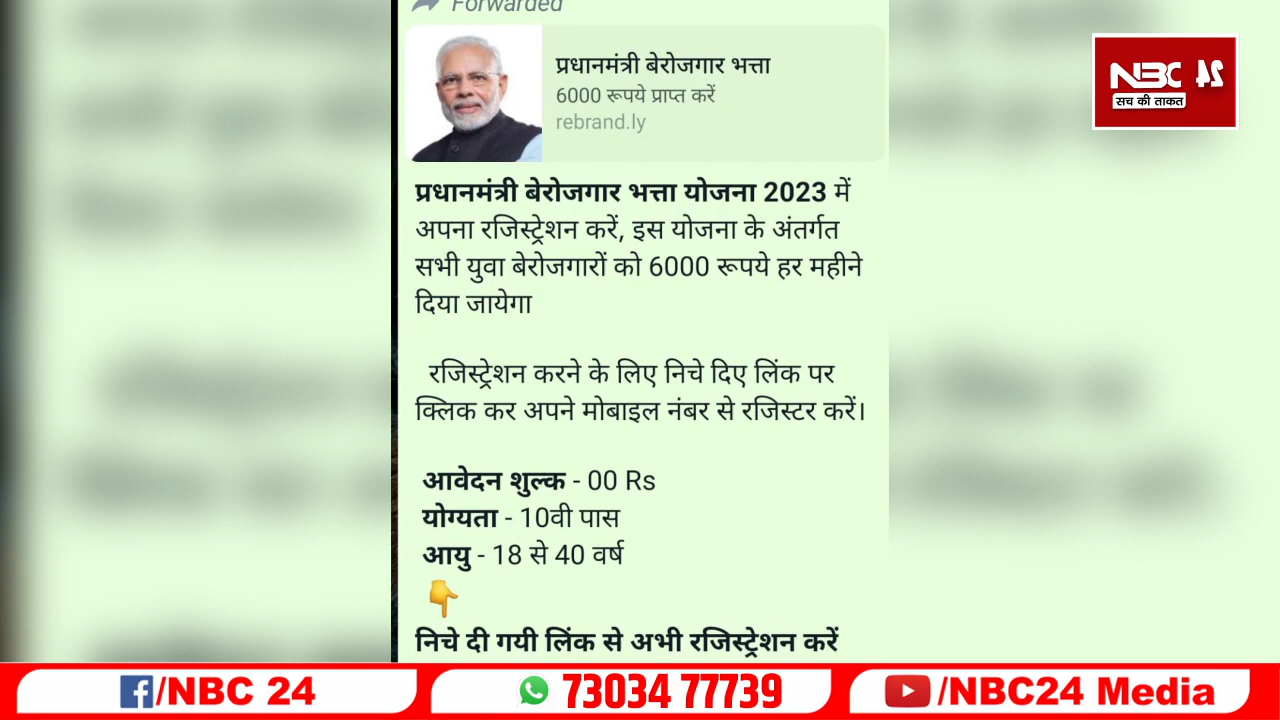 Forwarded
प्रधानमंत्री बेरोजगार भत्ता
6000 रूपये प्राप्त करें
rebrand.ly
NBC 24
सच की ताकत
प्रधानमंत्री बेरोजगार भत्ता योजना 2023 में
अपना रजिस्ट्रेशन करें, इस योजना के अंतर्गत
सभी युवा बेरोजगारों को 6000 रूपये हर महीने
दिया जायेगा
रजिस्ट्रेशन करने के लिए निचे दिए लिंक पर
क्लिक कर अपने मोबाइल नंबर से रजिस्टर करें।
आवेदन शुल्क - 00 Rs
योग्यता - 10वी पास
आयु - 18 से 40 वर्ष
👇
निचे दी गयी लिंक से अभी रजिस्ट्रेशन करें
/NBC 24
73034 77739
/NBC24 Media